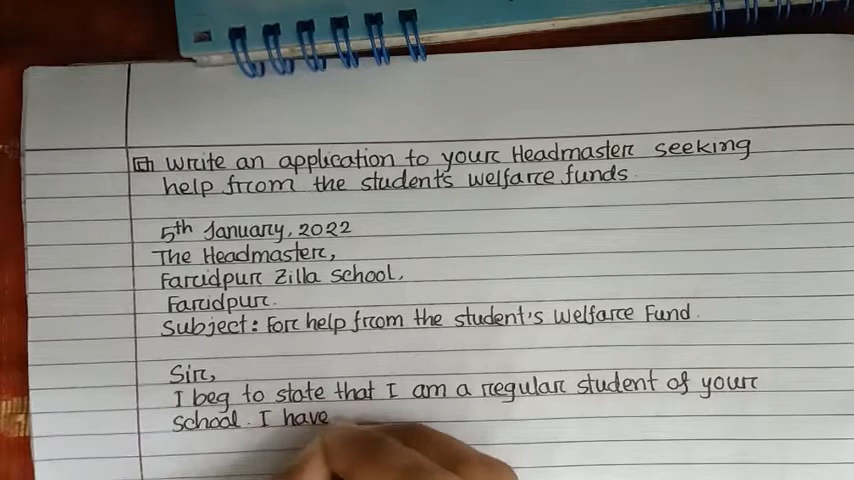 Write an application to your Headmaster seeking
help from the student's welfare funds.
5th January, 2022
The Headmaster,
Faridpur Zilla School,
Faridpur.
Subject: For help from the student's Welfare Fund.
Sir,
I beg to state that I am a regular student of your
school. I have